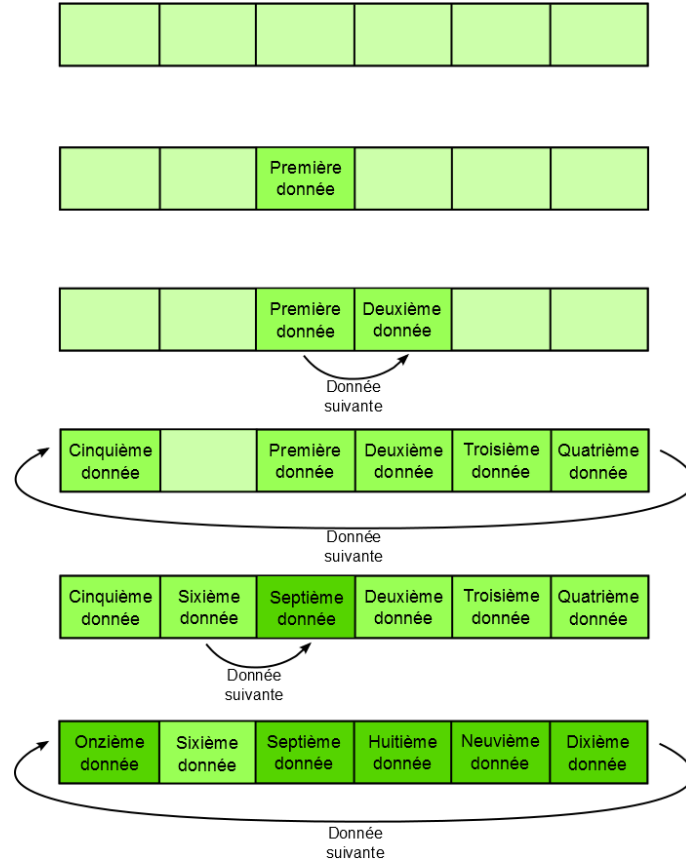 Première
donnée
Première
donnée
Deuxième
donnée
Donnée
suivante
Cinquième
donnée
Première
donnée
Deuxième
donnée
Troisième
donnée
Quatrième
donnée
Donnée
suivante
Cinquième
donnée
Sixième
donnée
Septième
donnée
Deuxième
donnée
Troisième
donnée
Quatrième
donnée
Donnée
suivante
Onzième
donnée
Sixième
donnée
Septième
donnée
Huitième
donnée
Neuvième
donnée
Dixième
donnée
Donnée
suivante